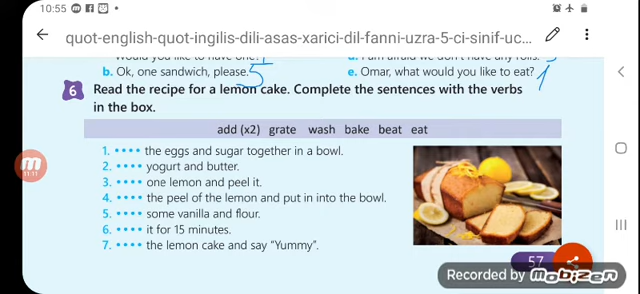 10:55
quot-english-quot-ingilis-dili-asas-xarici-dil-fanni-uzra-5-ci-sinif-uc...
b. Ok, one sandwich, please. 5
e. Omar, what would you like to eat? 1
6 Read the recipe for a lemon cake. Complete the sentences with the verbs
in the box.
add (x2) grate wash bake beat eat
1. •••• the eggs and sugar together in a bowl.
2. •••• yogurt and butter.
3. •••• one lemon and peel it.
4. •••• the peel of the lemon and put in into the bowl.
5. •••• some vanilla and flour.
6. •••• it for 15 minutes.
7. •••• the lemon cake and say "Yummy".
11:11
57
Recorded by Mobizen